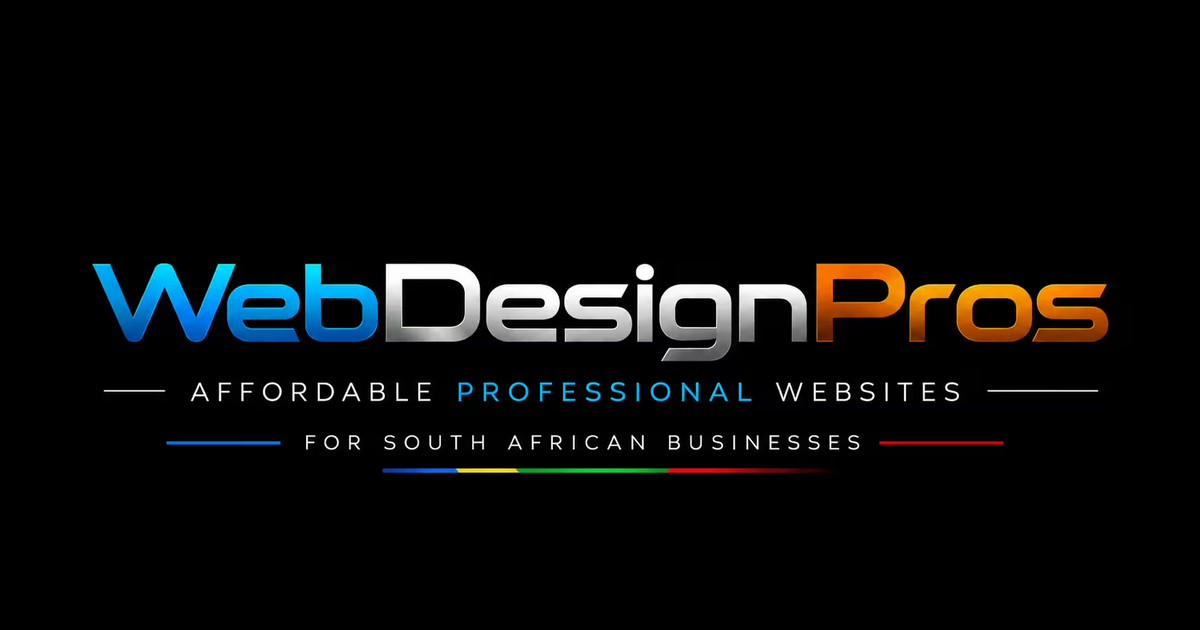 WebDesignPros
AFFORDABLE PROFESSIONAL WEBSITES
FOR SOUTH AFRICAN BUSINESSES